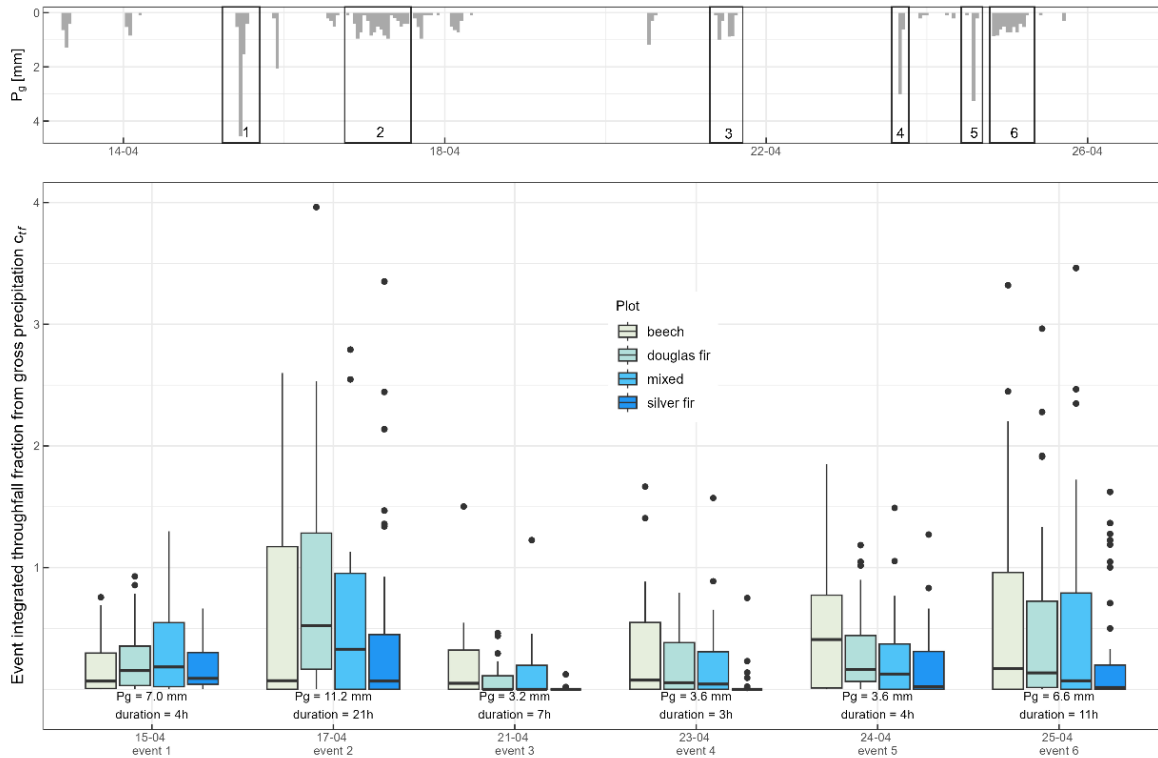 0
2
4
P_g [mm]
1
2
3
4
5
6
14-04
18-04
22-04
26-04
Event integrated throughfall fraction from gross precipitation c_tf
4
3
2
1
Plot
beech
douglas fir
mixed
silver fir
Pg = 7.0 mm
Pg = 11.2 mm
Pg = 3.2 mm
Pg = 3.6 mm
Pg = 3.6 mm
Pg = 6.6 mm
duration = 4h
duration = 21h
duration = 7h
duration = 3h
duration = 4h
duration = 11h
15-04
17-04
21-04
23-04
24-04
25-04
event 1
event 2
event 3
event 4
event 5
event 6